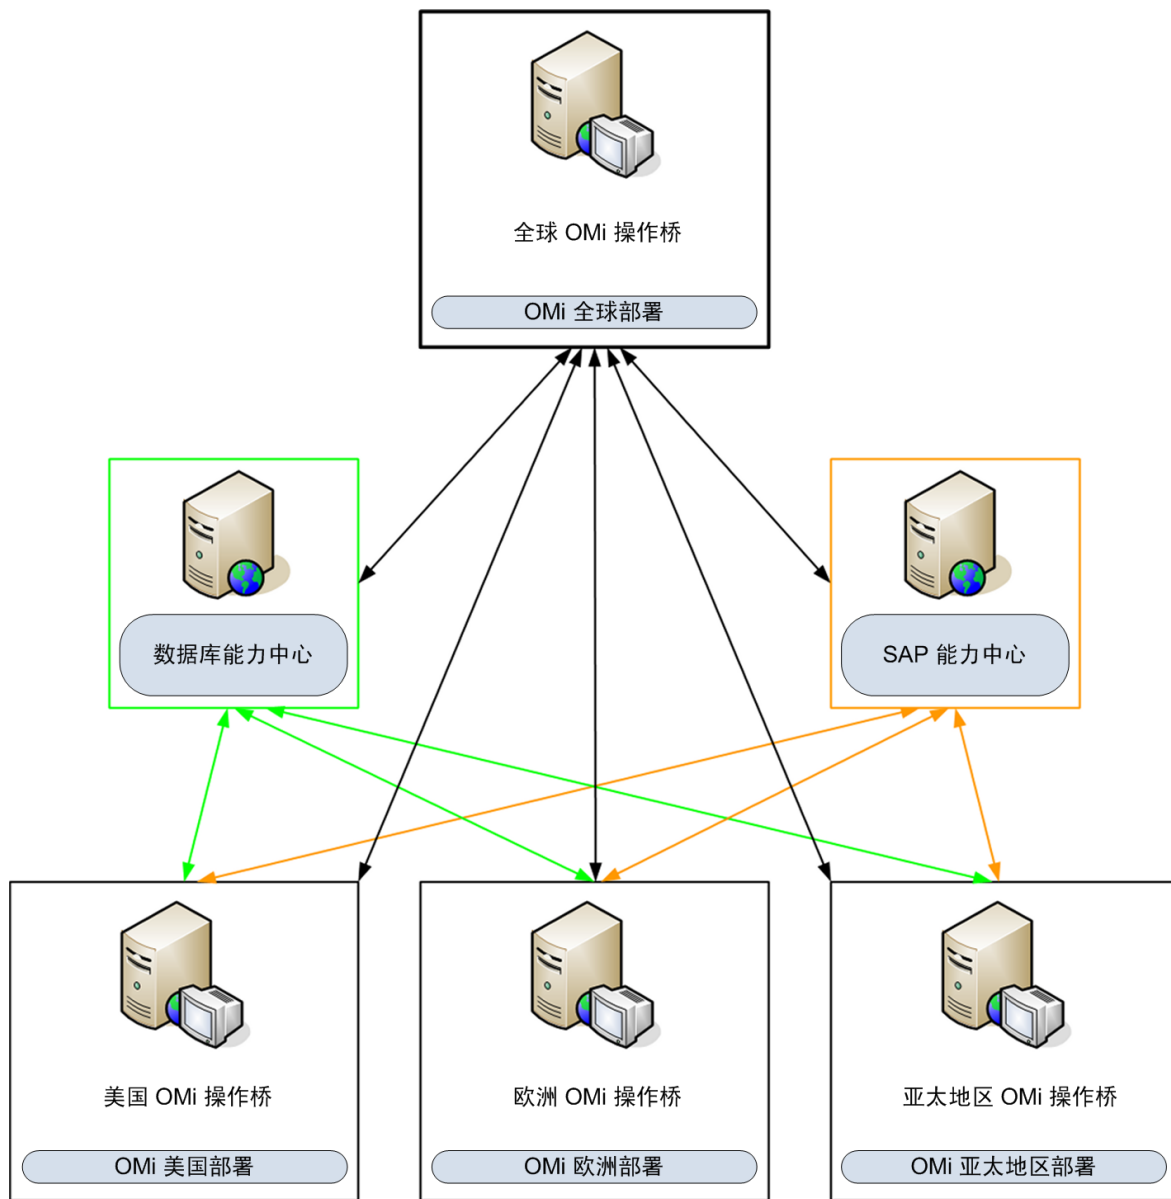 全球 OMi 操作桥
OMi 全球部署
数据库能力中心
SAP 能力中心
美国 OMi 操作桥
欧洲 OMi 操作桥
亚太地区 OMi 操作桥
OMi 美国部署
OMi 欧洲部署
OMi 亚太地区部署